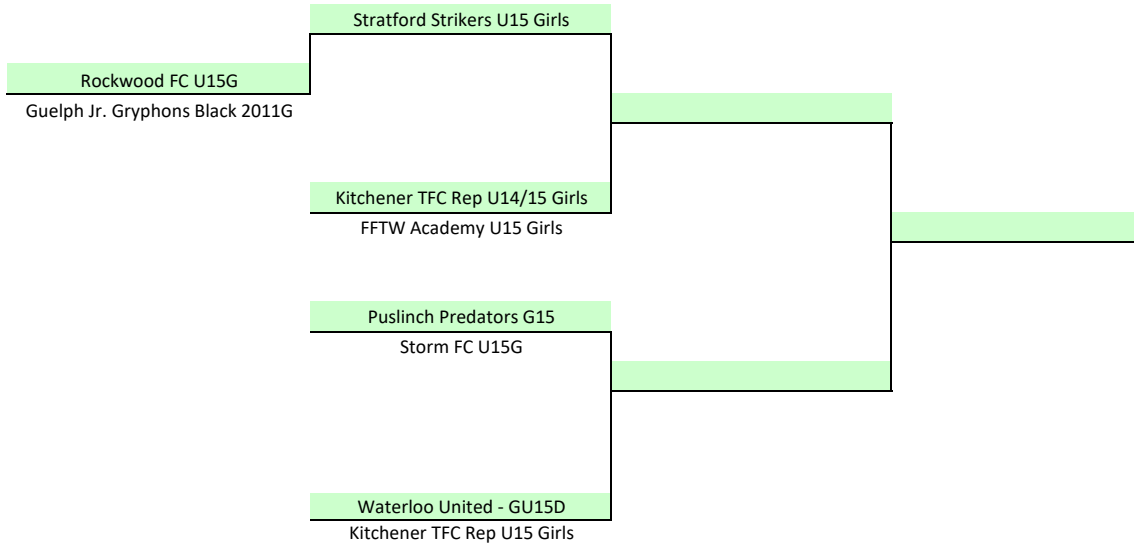 Stratford Strikers U15 Girls
Rockwood FC U15G
Guelph Jr. Gryphons Black 2011G
Kitchener TFC Rep U14/15 Girls
FFTW Academy U15 Girls
Puslinch Predators G15
Storm FC U15G
Waterloo United - GU15D
Kitchener TFC Rep U15 Girls